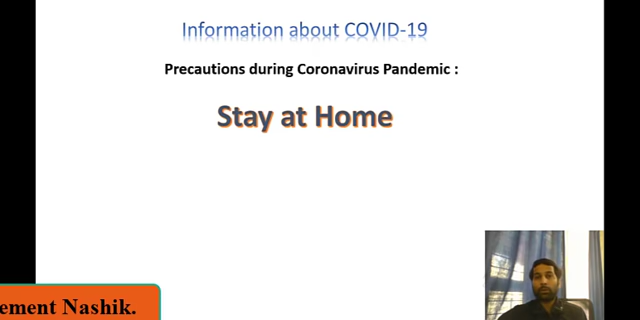 Information about COVID-19
Precautions during Coronavirus Pandemic :
Stay at Home
ement Nashik.